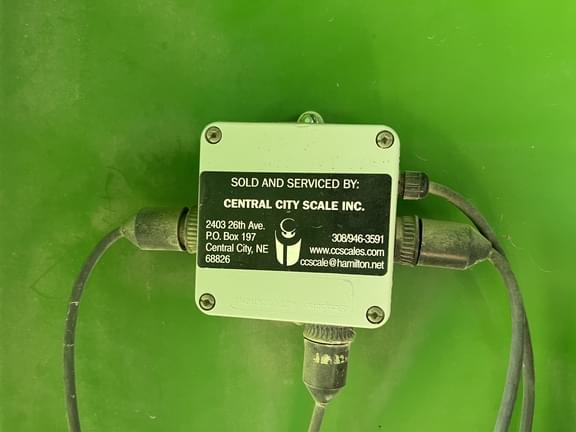 SOLD AND SERVICED BY:
CENTRAL CITY SCALE INC.
2403 26th Ave.
P.O. Box 197
Central City, NE
68826
308/946-3591
www.ccscales.com
ccscale@hamilton.net